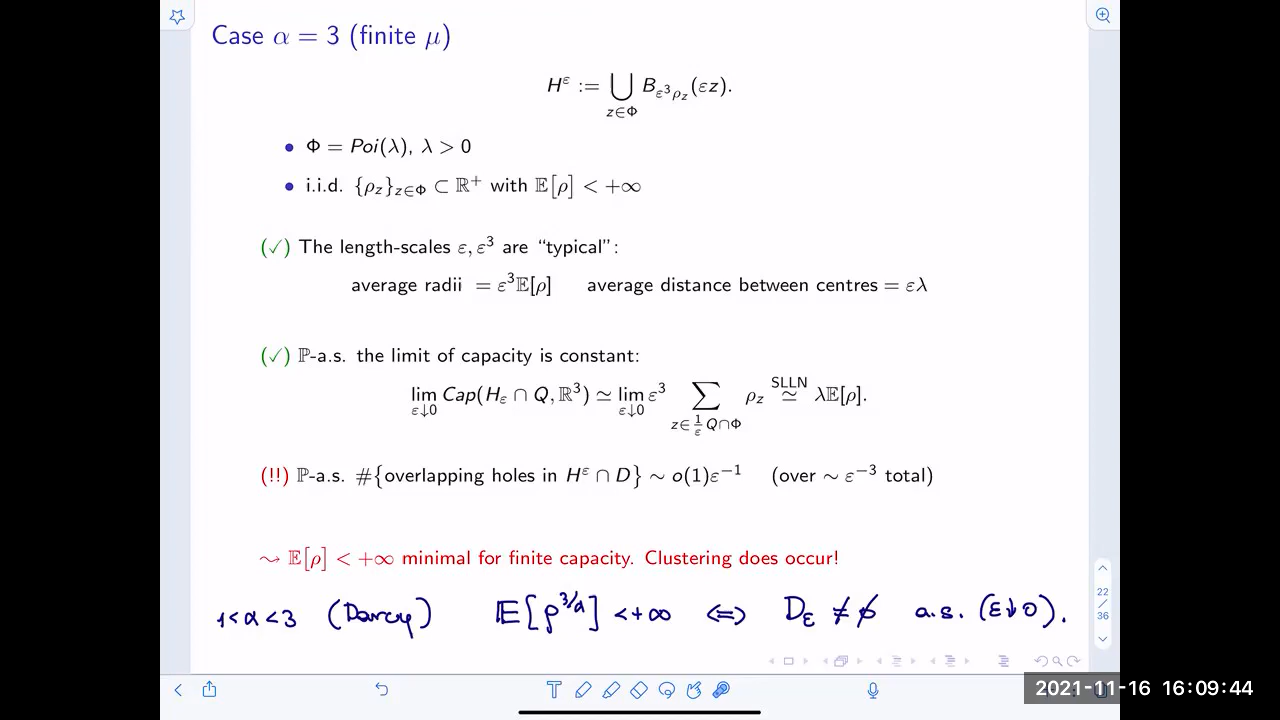 Case α = 3 (finite μ)
H^ε := ⋃_{z∈Φ} B_{ε³ρ_z}(εz).
• Φ = Poi(λ), λ > 0
• i.i.d. {ρ_z}_{z∈Φ} ⊂ ℝ⁺ with 𝔼[ρ] < +∞
(✓) The length-scales ε, ε³ are “typical”:
average radii = ε³𝔼[ρ] average distance between centres = ελ
(✓) ℙ-a.s. the limit of capacity is constant:
lim_{ε↓0} Cap(H_ε ∩ Q, ℝ³) ≃ lim_{ε↓0} ε³ ∑_{z∈(1/ε)Q∩Φ} ρ_z ≃^{SLLN} λ𝔼[ρ].
(!!) ℙ-a.s. #{overlapping holes in H^ε ∩ D} ∼ o(1)ε⁻¹ (over ∼ ε⁻³ total)
⇝ 𝔼[ρ] < +∞ minimal for finite capacity. Clustering does occur!
1<α<3 (Darcy) 𝔼[ρ^{3/α}] < +∞ ⇔ D_ε ≠ ∅ a.s. (ε↓0).
22
/
36
2021-11-16 16:09:44